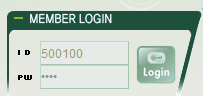 MEMBER LOGIN
ID 500100
PW ****
Login